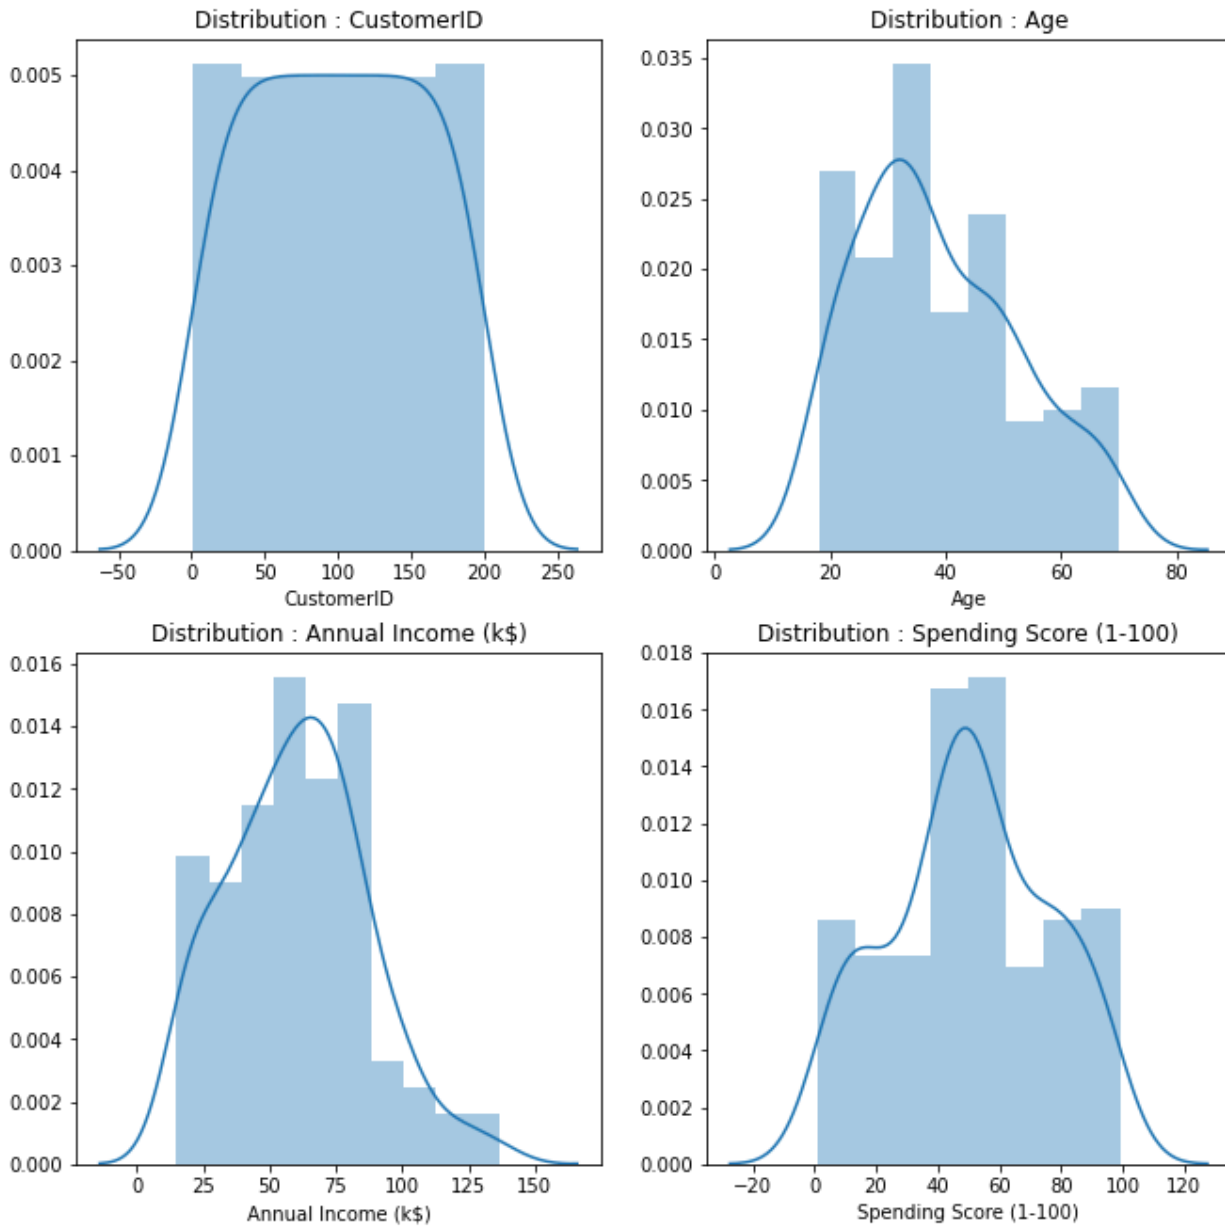 Distribution : CustomerID
0.005
0.004
0.003
0.002
0.001
0.000
−50 0 50 100 150 200 250
CustomerID
Distribution : Age
0.035
0.030
0.025
0.020
0.015
0.010
0.005
0.000
0 20 40 60 80
Age
Distribution : Annual Income (k$)
0.016
0.014
0.012
0.010
0.008
0.006
0.004
0.002
0.000
0 25 50 75 100 125 150
Annual Income (k$)
Distribution : Spending Score (1-100)
0.018
0.016
0.014
0.012
0.010
0.008
0.006
0.004
0.002
0.000
−20 0 20 40 60 80 100 120
Spending Score (1-100)